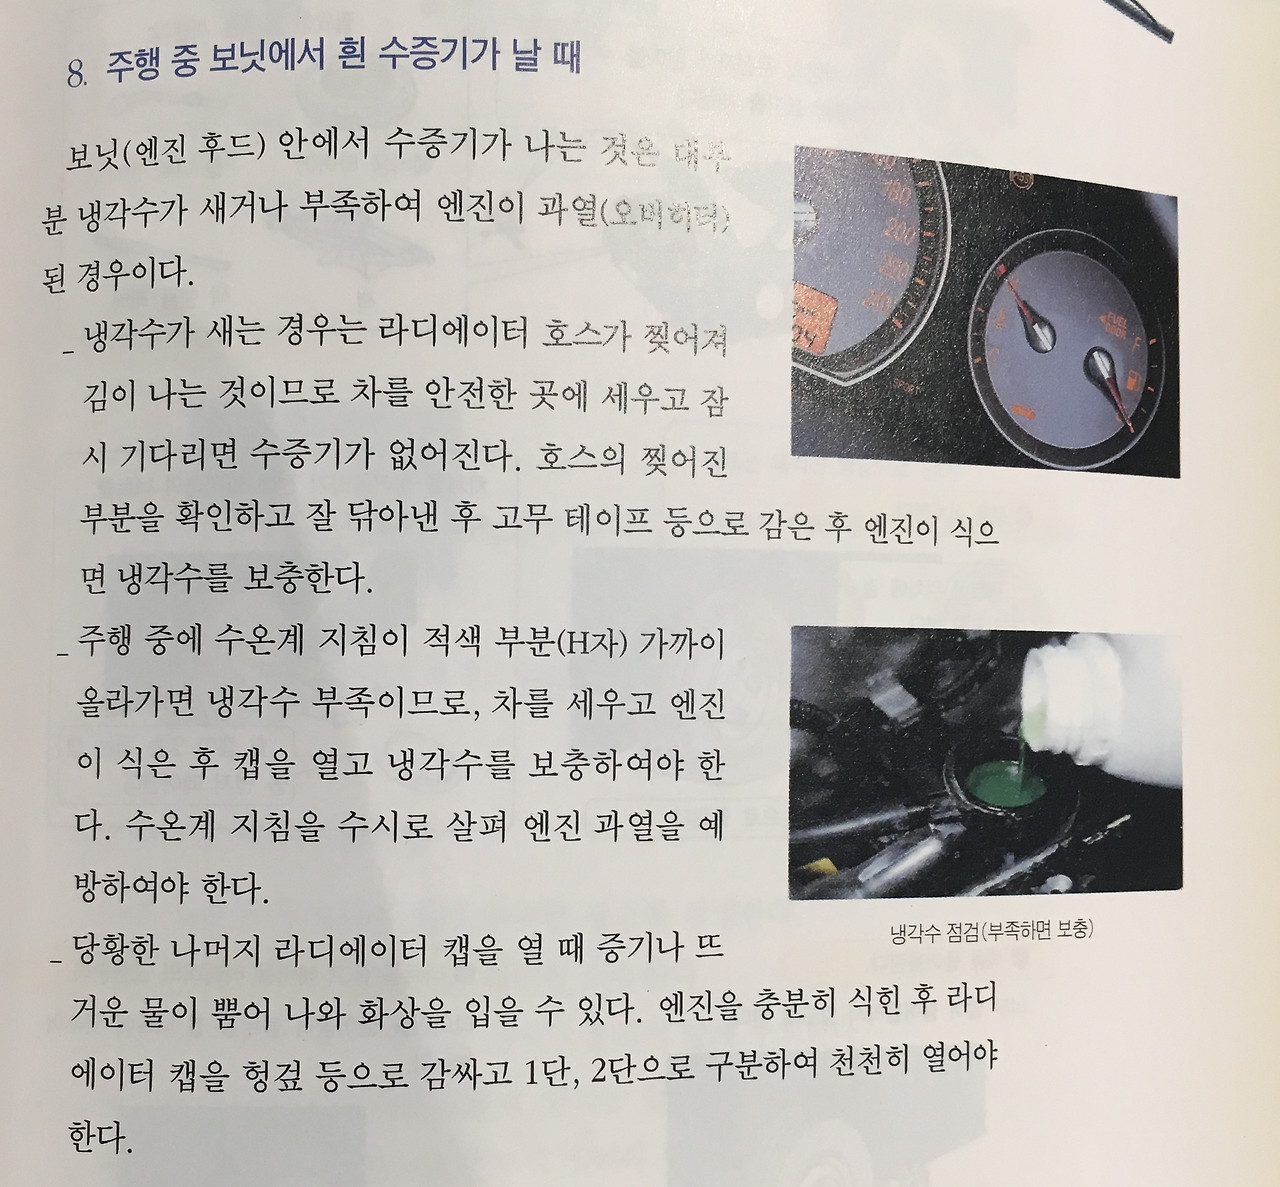 8. 주행 중 보닛에서 흰 수증기가 날 때
보닛(엔진 후드) 안에서 수증기가 나는 것은 대부
분 냉각수가 새거나 부족하여 엔진이 과열(오버히터)
된 경우이다.
_ 냉각수가 새는 경우는 라디에이터 호스가 찢어져
김이 나는 것이므로 차를 안전한 곳에 세우고 잠
시 기다리면 수증기가 없어진다. 호스의 찢어진
부분을 확인하고 잘 닦아낸 후 고무 테이프 등으로 감은 후 엔진이 식으
면 냉각수를 보충한다.
_ 주행 중에 수온계 지침이 적색 부분(H자) 가까이
올라가면 냉각수 부족이므로, 차를 세우고 엔진
이 식은 후 캡을 열고 냉각수를 보충하여야 한
다. 수온계 지침을 수시로 살펴 엔진 과열을 예
방하여야 한다.
_ 당황한 나머지 라디에이터 캡을 열 때 증기나 뜨
거운 물이 뿜어 나와 화상을 입을 수 있다. 엔진을 충분히 식힌 후 라디
에이터 캡을 헝겊 등으로 감싸고 1단, 2단으로 구분하여 천천히 열어야
한다.
180
200
220
FUEL
DOOR
F
냉각수 점검(부족하면 보충)